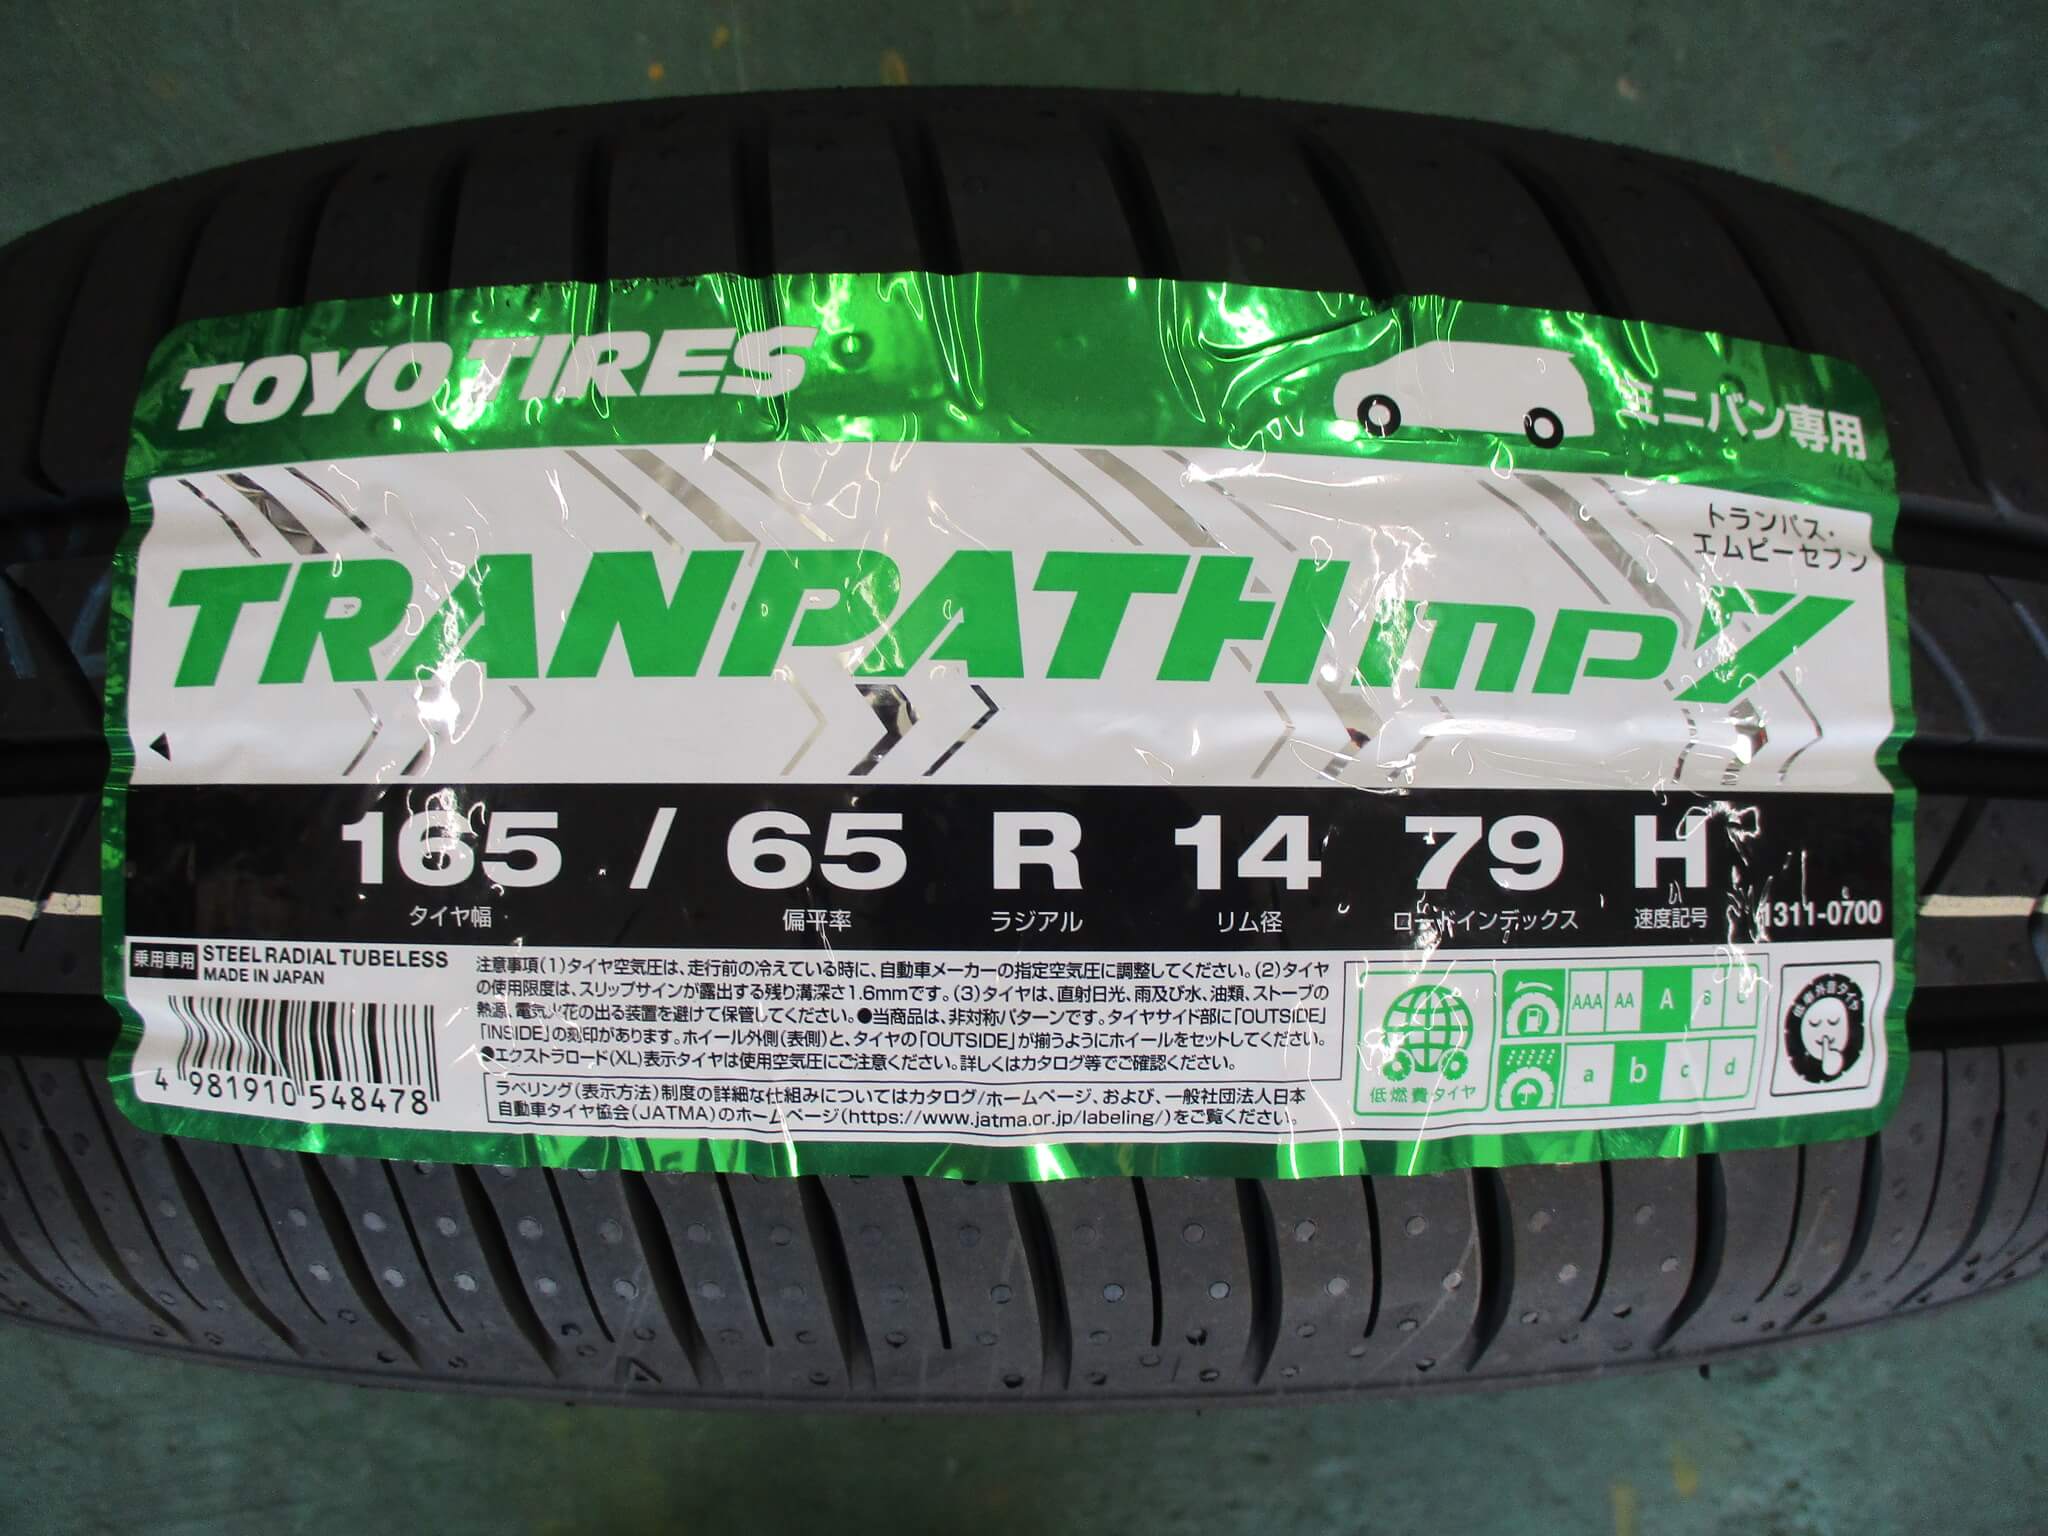 TOYO TIRES
ミニバン専用
トランパス・
エムピーセブン
TRANPATH mp7
165 / 65 R 14 79 H
タイヤ幅 偏平率 ラジアル リム径 ロードインデックス 速度記号 1311-0700
乗用車用 STEEL RADIAL TUBELESS
MADE IN JAPAN
注意事項(1)タイヤ空気圧は、走行前の冷えている時に、自動車メーカーの指定空気圧に調整してください。(2)タイヤ
の使用限度は、スリップサインが露出する残り溝深さ1.6mmです。(3)タイヤは、直射日光、雨及び水、油類、ストーブの
熱源、電気火花の出る装置を避けて保管してください。●当商品は、非対称パターンです。タイヤサイド部に「OUTSIDE」
「INSIDE」の刻印があります。ホイール外側(表側)と、タイヤの「OUTSIDE」が揃うようにホイールをセットしてください。
●エクストラロード(XL)表示タイヤは使用空気圧にご注意ください。詳しくはカタログ等でご確認ください。
ラベリング(表示方法)制度の詳細な仕組みについてはカタログ/ホームページ、および、一般社団法人日本
自動車タイヤ協会(JATMA)のホームページ(https://www.jatma.or.jp/labeling/)をご覧ください。
4 981910 548478
低燃費タイヤ
AAA AA A B C
a b c d
低車外音タイヤ